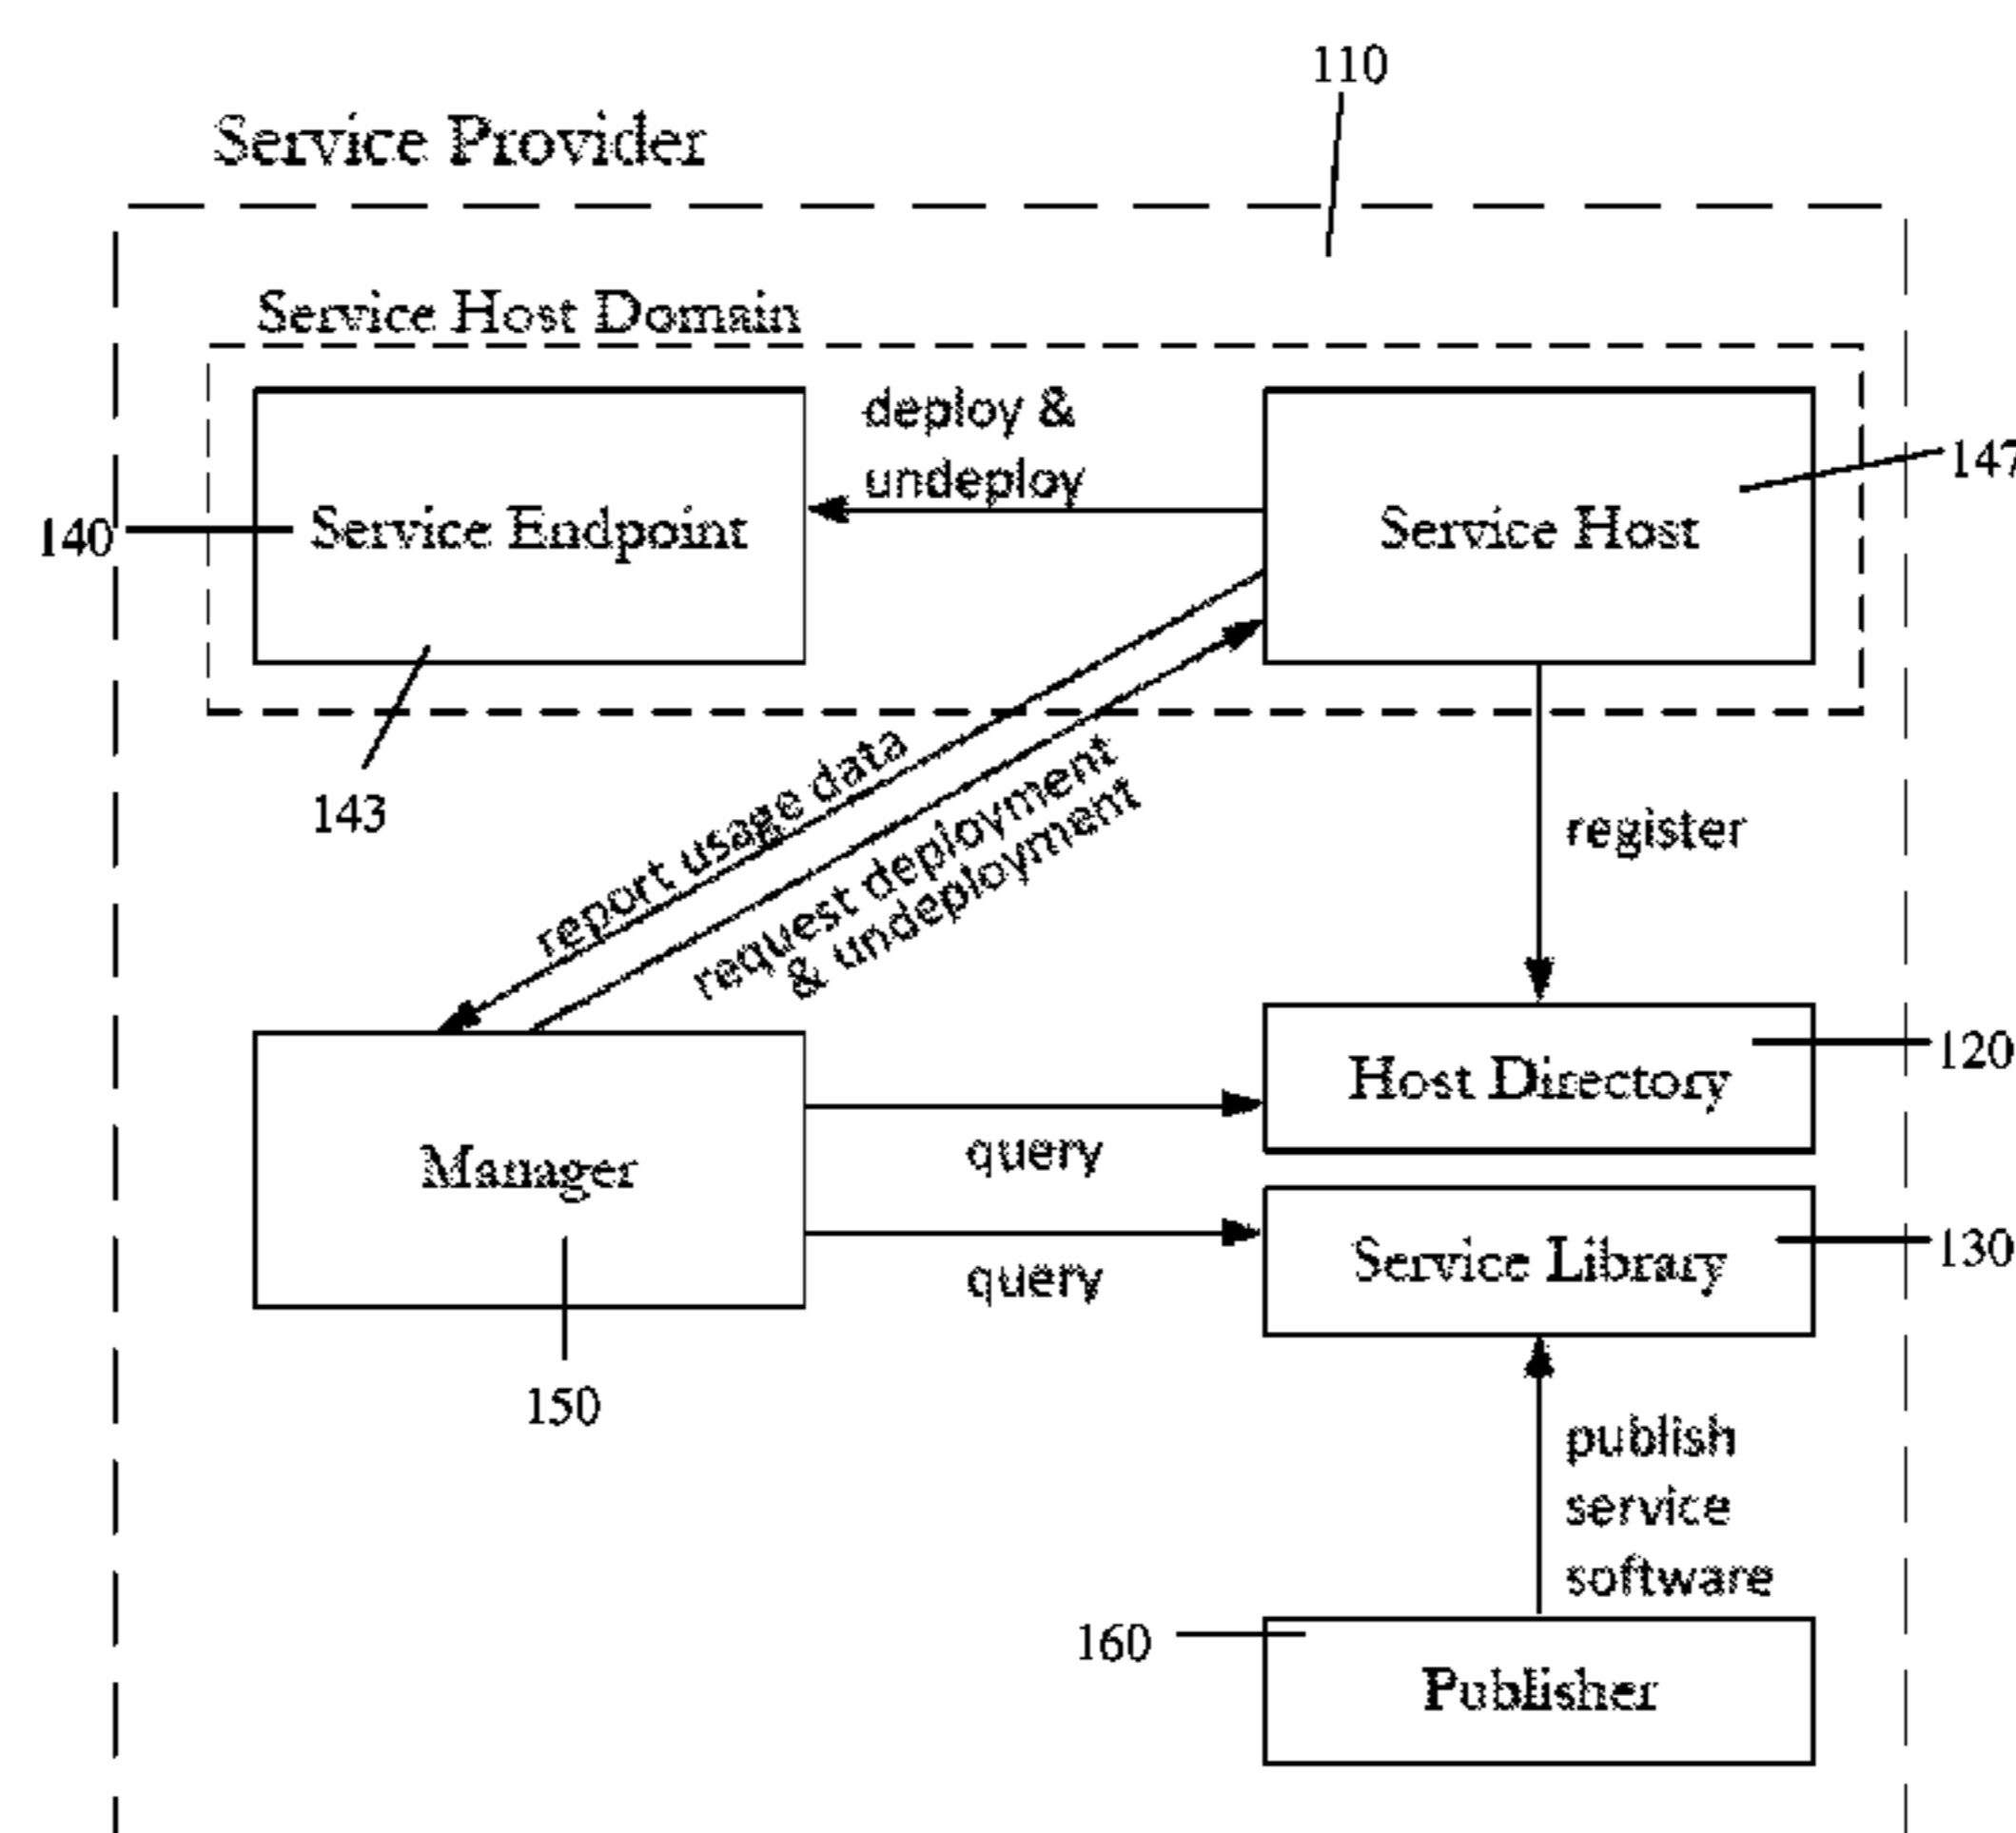 110
Service Provider
Service Host Domain
deploy &
undeploy
147
140
Service Endpoint
Service Host
143
report usage data
request deployment
& undeployment
register
120
Host Directory
query
Manager
130
Service Library
query
150
publish
service
software
160
Publisher